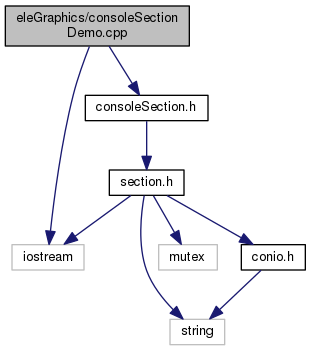 eleGraphics/consoleSection
Demo.cpp
consoleSection.h
section.h
iostream
mutex
conio.h
string